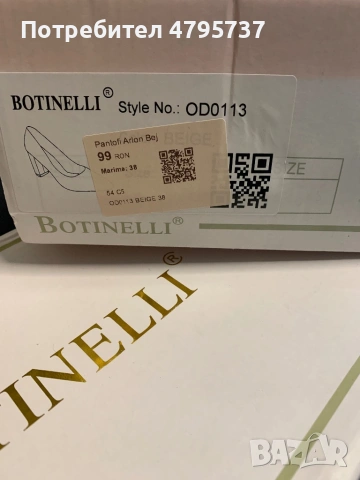 Потребител 4795737
BOTINELLI® Style No.: OD0113
BEIGE
Pantofi Arion Bej
99 RON
Marime: 38
54 C5
OD0113 BEIGE 38
ZE
BOTINELLI®
TINELLI®
BAZAR